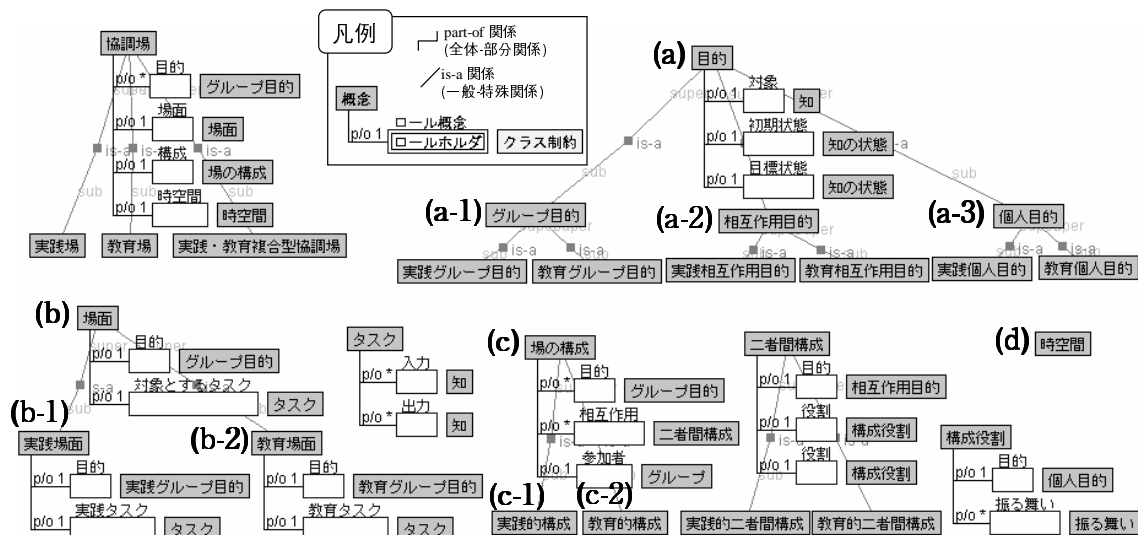 協調場
目的
p/o *
グループ目的
場面
p/o 1
場面
構成
is-a
is-a
is-a
p/o 1
場の構成
sub
sub
時空間
p/o 1
時空間
実践場
教育場
実践・教育複合型協調場
凡例
part-of 関係
(全体-部分関係)
is-a 関係
(一般-特殊関係)
概念
ロール概念
p/o 1
ロールホルダ
クラス制約
(a)
目的
対象
p/o 1
知
初期状態
is-a
p/o 1
知の状態
-a
目標状態
sub
sub
p/o 1
知の状態
(a-1)
グループ目的
(a-2)
相互作用目的
(a-3)
個人目的
is-a
is-a
is-a
is-a
is-a
is-a
実践グループ目的
教育グループ目的
実践相互作用目的
教育相互作用目的
実践個人目的
教育個人目的
(b)
場面
目的
p/o 1
グループ目的
s-a
対象とするタスク
p/o 1
タスク
(b-1)
実践場面
(b-2)
教育場面
目的
p/o 1
実践グループ目的
実践タスク
p/o 1
タスク
目的
p/o 1
教育グループ目的
教育タスク
p/o 1
タスク
タスク
入力
p/o *
知
出力
p/o *
知
(c)
場の構成
目的
p/o *
グループ目的
相互作用
p/o *
二者間構成
参加者
p/o 1
グループ
(c-1)
実践的構成
(c-2)
教育的構成
二者間構成
目的
p/o 1
相互作用目的
役割
p/o 1
構成役割
is-a
役割
p/o 1
構成役割
sub
実践的二者間構成
教育的二者間構成
(d)
時空間
構成役割
目的
p/o 1
個人目的
振る舞い
p/o *
振る舞い